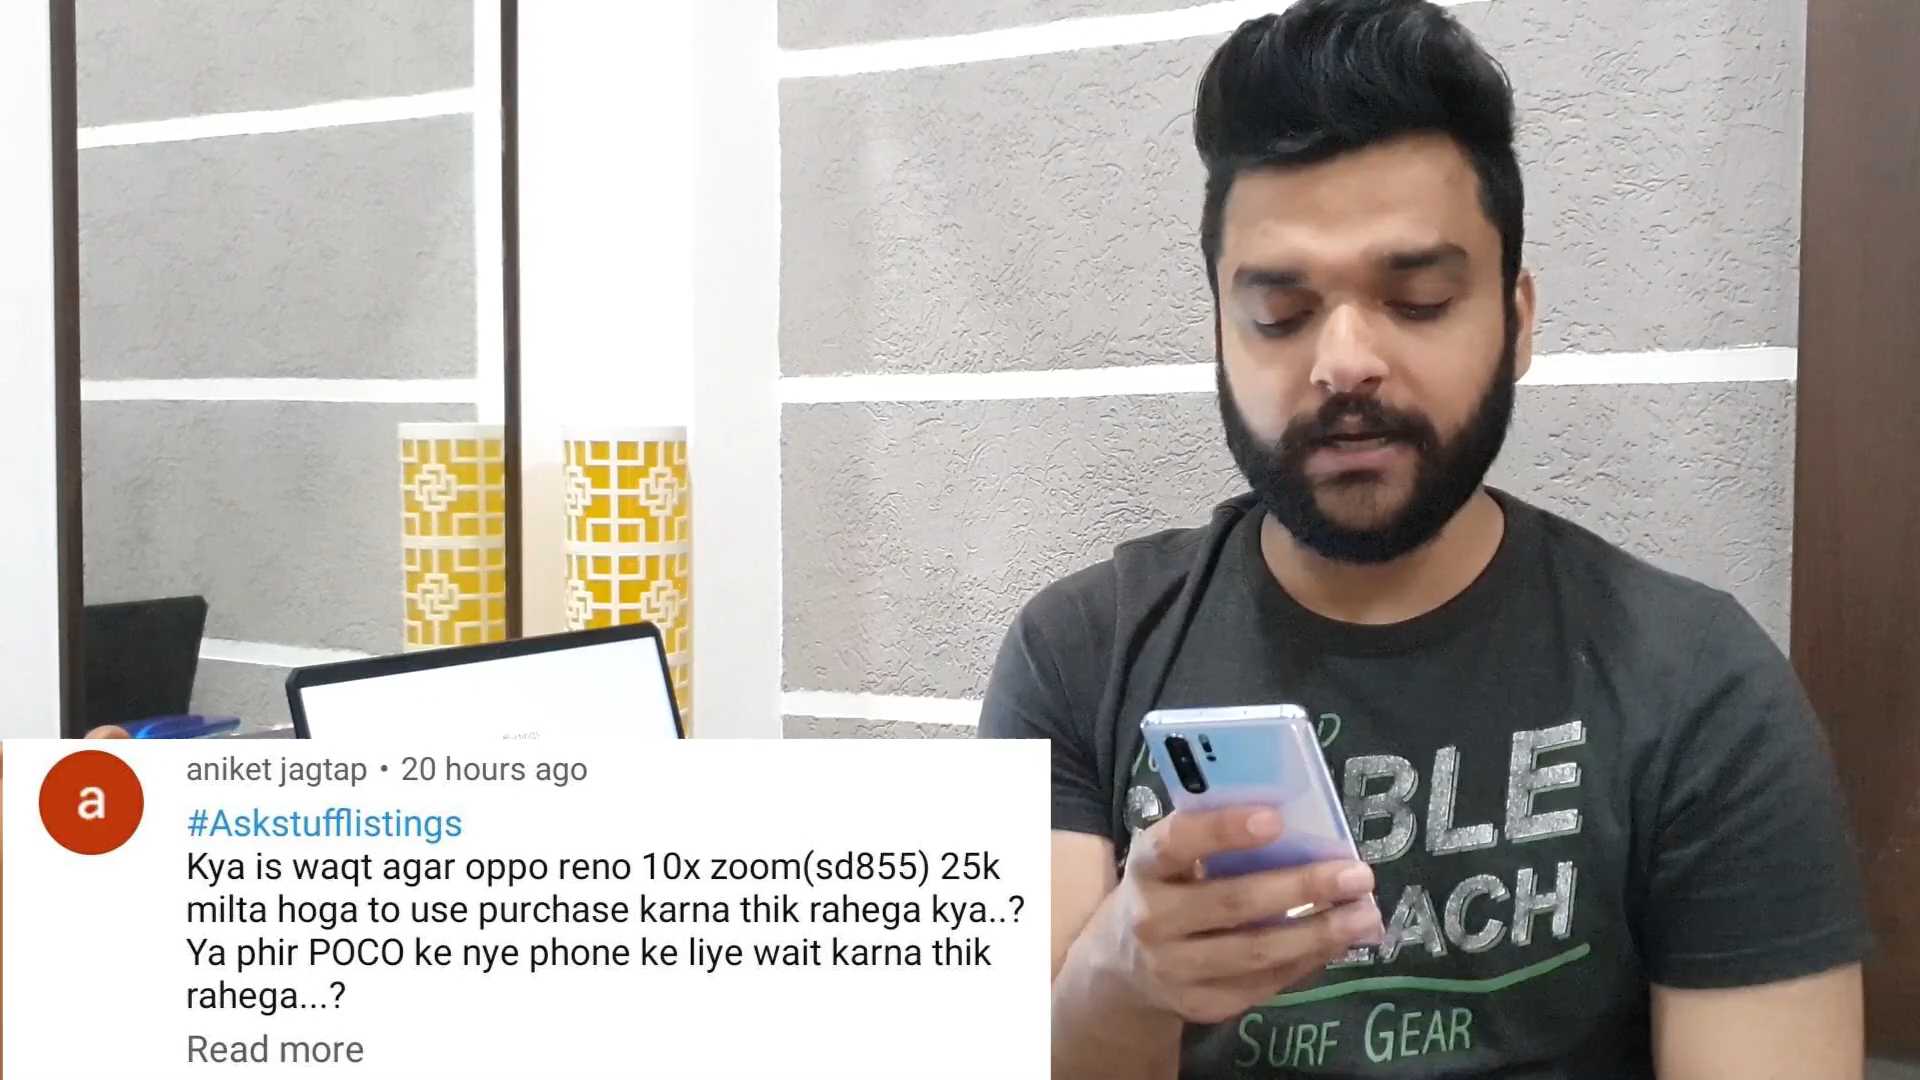 aniket jagtap • 20 hours ago
#Askstufflistings
Kya is waqt agar oppo reno 10x zoom(sd855) 25k
milta hoga to use purchase karna thik rahega kya..?
Ya phir POCO ke nye phone ke liye wait karna thik
rahega...?
Read more
a
BLE
EACH
SURF GEAR